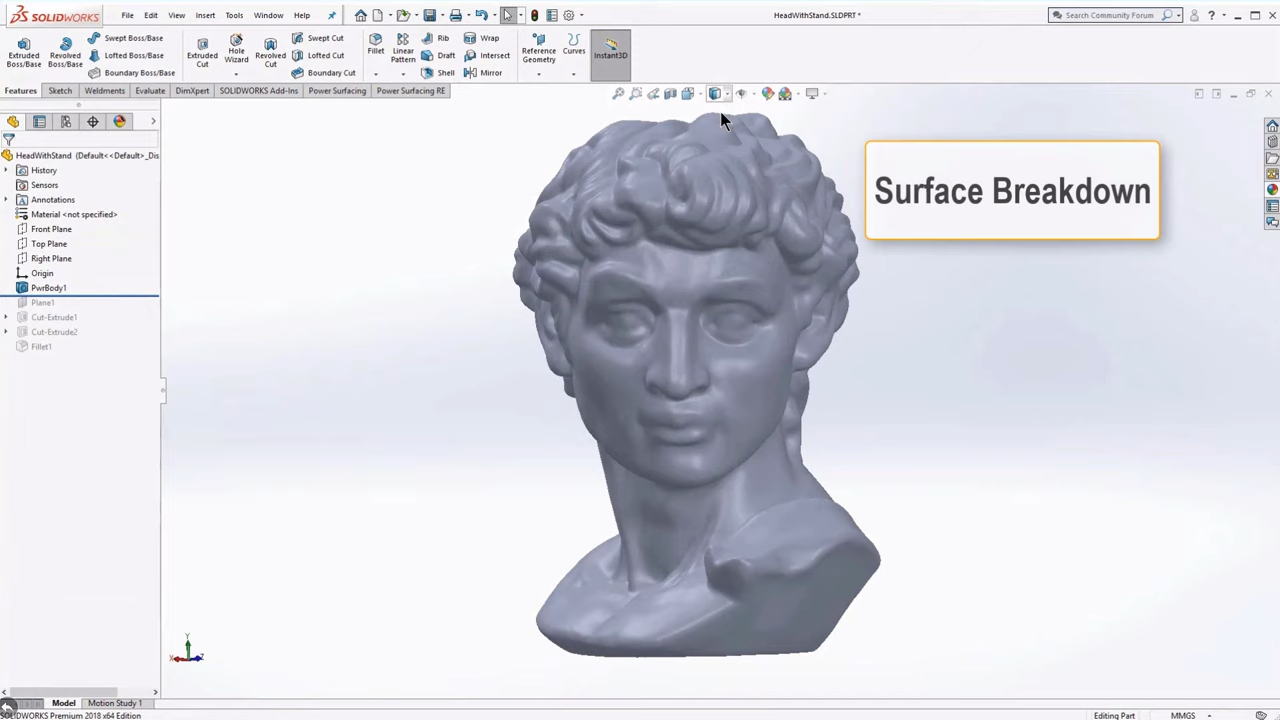 SOLIDWORKS File Edit View Insert Tools Window Help HeadWithStand.SLDPRT * Search Community Forum
Extruded Boss/Base Revolved Boss/Base Swept Boss/Base Lofted Boss/Base Boundary Boss/Base Extruded Cut Hole Wizard Revolved Cut Swept Cut Lofted Cut Boundary Cut Fillet Linear Pattern Rib Draft Shell Wrap Intersect Mirror Reference Geometry Curves Instant3D
Features Sketch Weldments Evaluate DimXpert SOLIDWORKS Add-Ins Power Surfacing Power Surfacing RE
HeadWithStand (Default<<Default>_Dis
History
Sensors
Annotations
Material <not specified>
Front Plane
Top Plane
Right Plane
Origin
PwrBody1
Plane1
Cut-Extrude1
Cut-Extrude2
Fillet1
Surface Breakdown
Y
X
Z
Model Motion Study 1
SOLIDWORKS Premium 2018 x64 Edition Editing Part MMGS